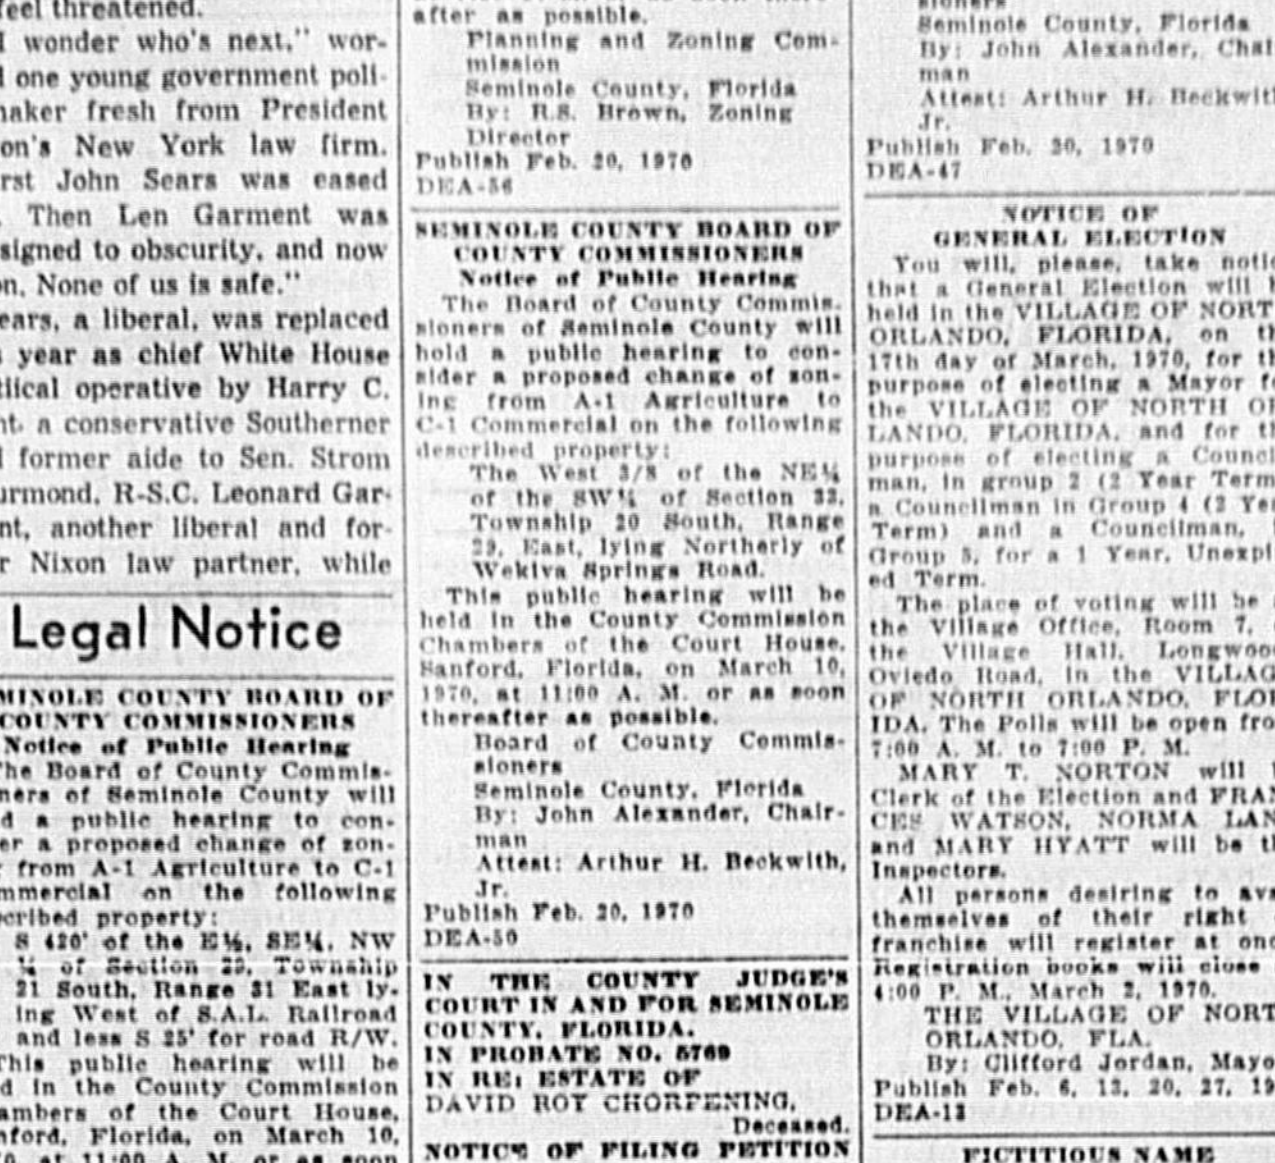 feel threatened.
wonder who's next," wor-
one young government poli-
maker fresh from President
on's New York law firm.
rst John Sears was eased
. Then Len Garment was
signed to obscurity, and now
on. None of us is safe."
ears, a liberal, was replaced
year as chief White House
tiical operative by Harry C.
nt, a conservative Southerner
former aide to Sen. Strom
urmond, R-S.C. Leonard Gar-
nt, another liberal and for-
r Nixon law partner, while
Legal Notice
MINOLE COUNTY BOARD OF
COUNTY COMMISSIONERS
Notice of Public Hearing
The Board of County Commis-
ners of Seminole County will
d a public hearing to con-
er a proposed change of zon-
from A-1 Agriculture to C-1
mmercial on the following
scribed property:
S 420' of the E½, SE¼, NW
¼ of Section 29, Township
21 South, Range 31 East ly-
ing West of S.A.L. Railroad
and less S 25' for road R/W.
This public hearing will be
d in the County Commission
ambers of the Court House,
nford, Florida, on March 10,
at 11:00 A. M. or as soon
after as possible.
Planning and Zoning Com-
mission
Seminole County, Florida
By: R.S. Brown, Zoning
Director
Publish Feb. 20, 1970
DEA-56
SEMINOLE COUNTY BOARD OF
COUNTY COMMISSIONERS
Notice of Public Hearing
The Board of County Commis-
sioners of Seminole County will
hold a public hearing to con-
sider a proposed change of zon-
ing from A-1 Agriculture to
C-1 Commercial on the following
described property:
The West 3/8 of the NE¼
of the SW¼ of Section 33,
Township 20 South, Range
29, East, lying Northerly of
Wekiva Springs Road.
This public hearing will be
held in the County Commission
Chambers of the Court House,
Sanford, Florida, on March 10,
1970, at 11:00 A. M. or as soon
thereafter as possible.
Board of County Commis-
sioners
Seminole County, Florida
By: John Alexander, Chair-
man
Attest: Arthur H. Beckwith,
Jr.
Publish Feb. 20, 1970
DEA-50
IN THE COUNTY JUDGE'S
COURT IN AND FOR SEMINOLE
COUNTY, FLORIDA.
IN PROBATE NO. 5769
IN RE: ESTATE OF
DAVID ROY CHORPENING,
Deceased.
NOTICE OF FILING PETITION
sioners
Seminole County, Florida
By: John Alexander, Chai
man
Attest: Arthur H. Beckwith
Jr.
Publish Feb. 20, 1970
DEA-47
NOTICE OF
GENERAL ELECTION
You will, please, take notic
that a General Election will b
held in the VILLAGE OF NORT
ORLANDO, FLORIDA, on th
17th day of March, 1970, for th
purpose of electing a Mayor fo
the VILLAGE OF NORTH OR
LANDO, FLORIDA, and for th
purpose of electing a Counci
man, in group 2 (2 Year Term
a Councilman in Group 4 (2 Yea
Term) and a Councilman,
Group 5, for a 1 Year, Unexpi
ed Term.
The place of voting will be
the Village Office, Room 7,
the Village Hall, Longwoo
Oviedo Road, in the VILLAG
OF NORTH ORLANDO, FLOR
IDA. The Polls will be open fro
7:00 A. M. to 7:00 P. M.
MARY T. NORTON will
Clerk of the Election and FRAN
CES WATSON, NORMA LAN
and MARY HYATT will be th
Inspectors.
All persons desiring to ava
themselves of their right
franchise will register at onc
Registration books will close
4:00 P. M., March 2, 1970.
THE VILLAGE OF NORT
ORLANDO, FLA.
By: Clifford Jordan, Mayo
Publish Feb. 6, 13, 20, 27, 19
DEA-13
FICTITIOUS NAME